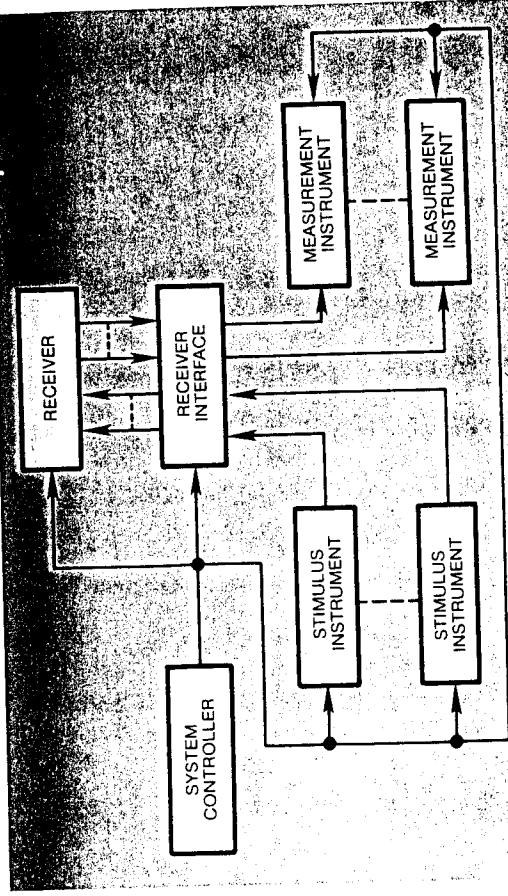 RECEIVER
RECEIVER
INTERFACE
SYSTEM
CONTROLLER
STIMULUS
INSTRUMENT
STIMULUS
INSTRUMENT
MEASUREMENT
INSTRUMENT
MEASUREMENT
INSTRUMENT